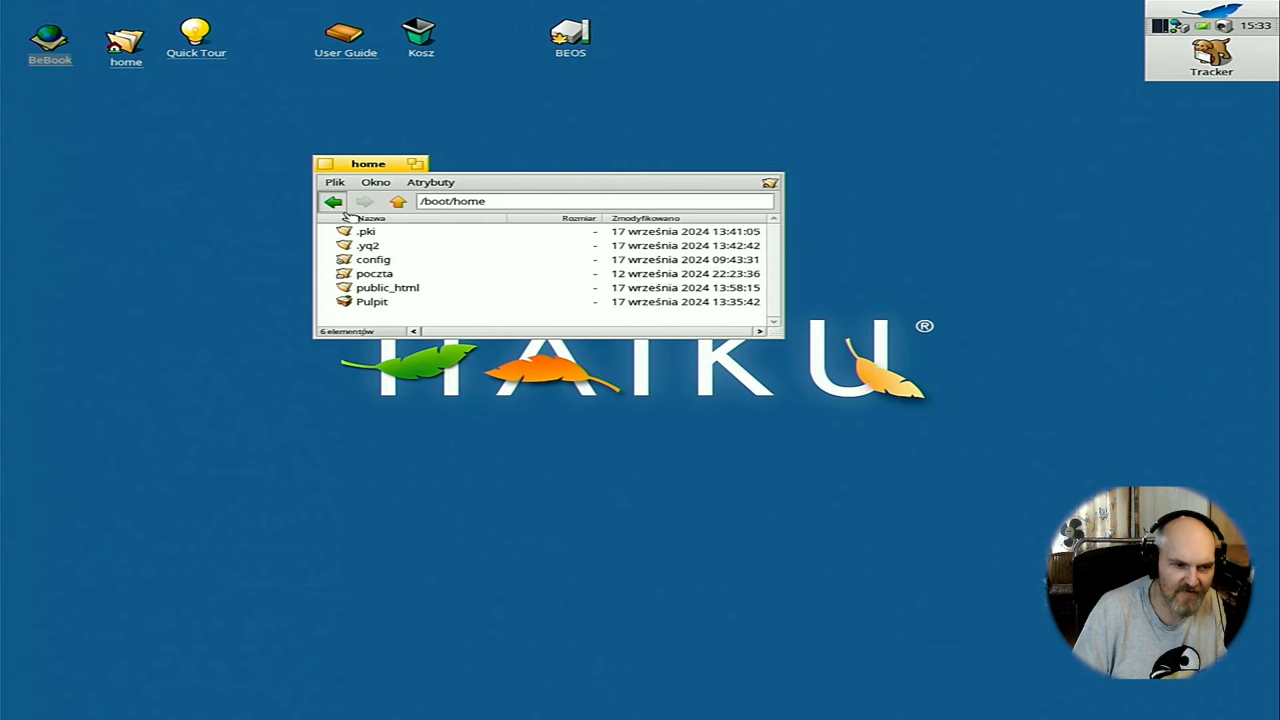 BeBook
home
Quick Tour
User Guide
Kosz
BEOS
15:33
Tracker
home
Plik Okno Atrybuty
/boot/home
Nazwa Rozmiar Zmodyfikowano
.pki - 17 września 2024 13:41:05
.yq2 - 17 września 2024 13:42:42
config - 17 września 2024 09:43:31
poczta - 12 września 2024 22:23:36
public_html - 17 września 2024 13:58:15
Pulpit - 17 września 2024 13:35:42
6 elementów
HAIKU®